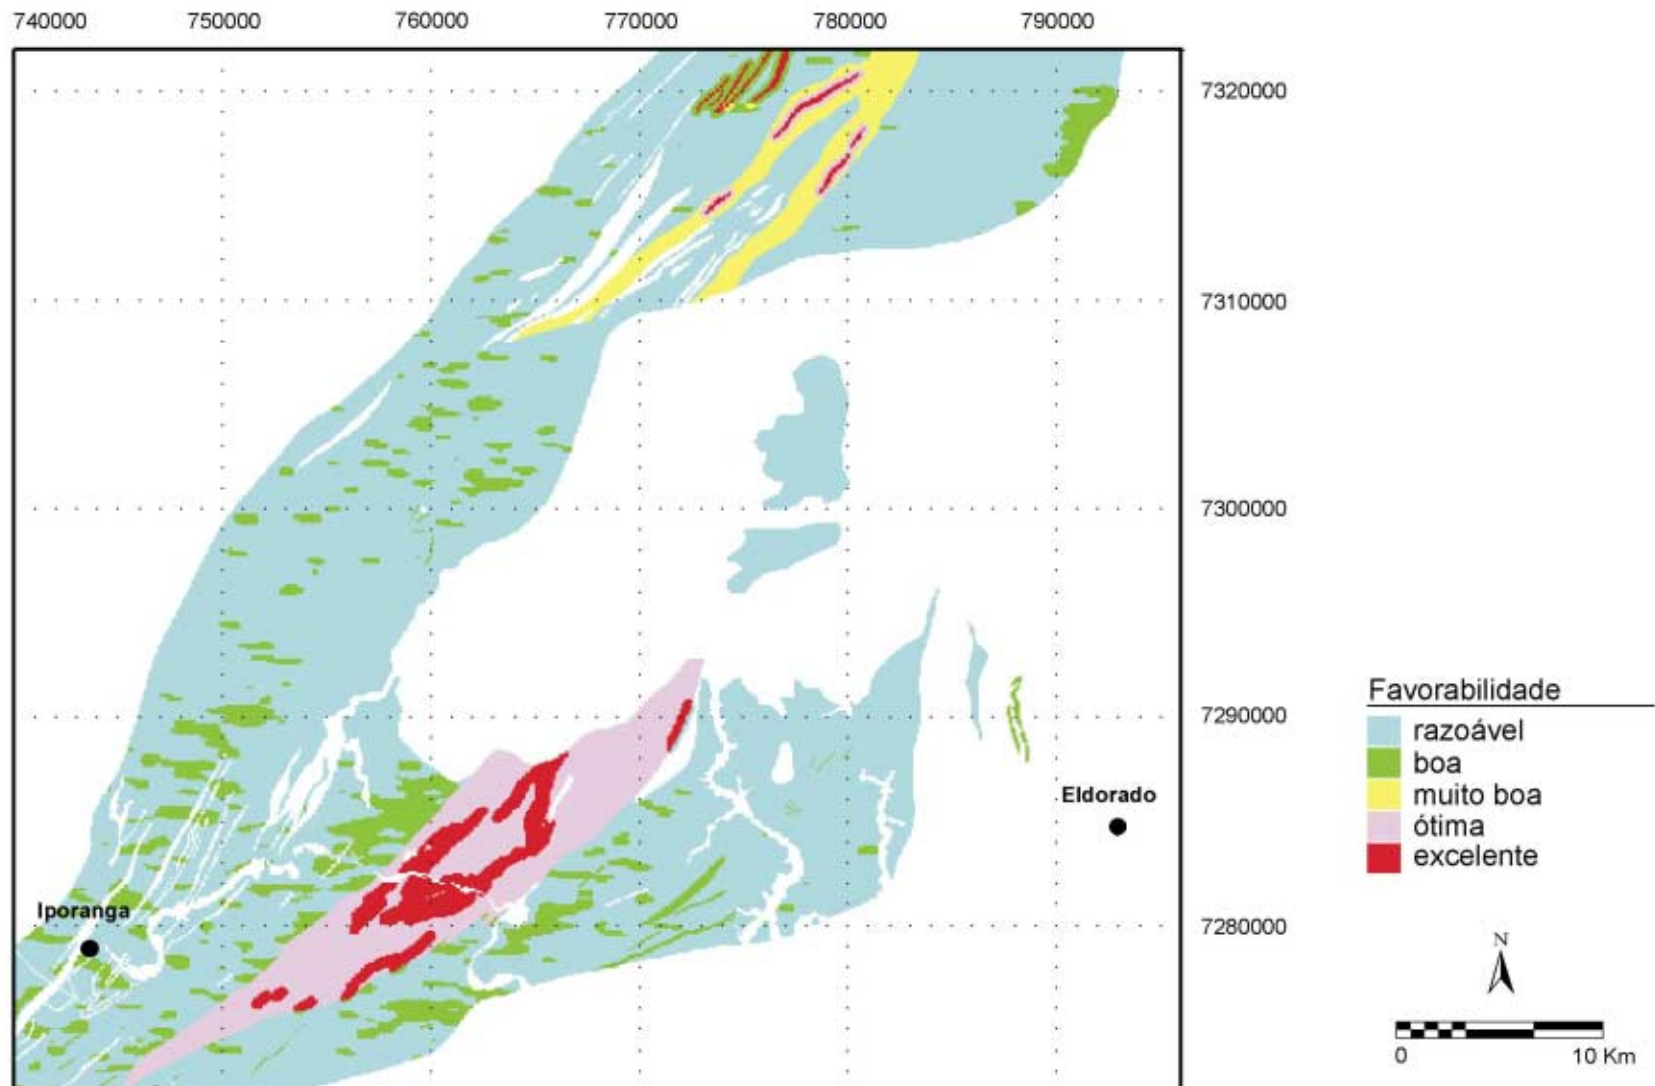 740000 750000 760000 770000 780000 790000
7320000
7310000
7300000
7290000
7280000
Eldorado
Iporanga
Favorabilidade
razoável
boa
muito boa
ótima
excelente
N
0 10 Km